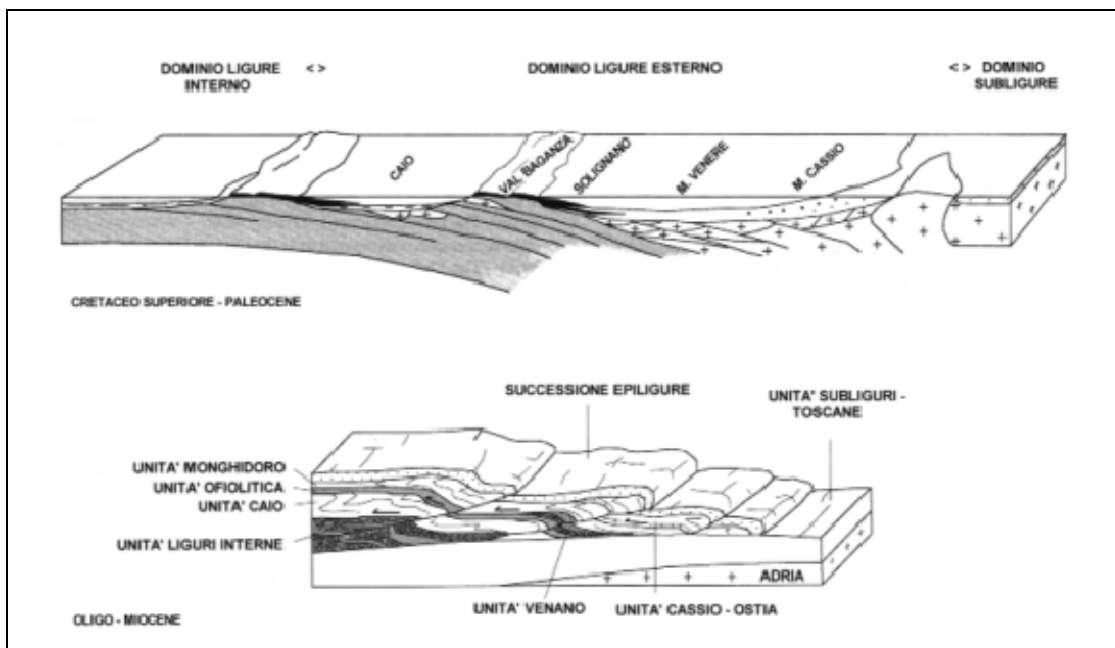 DOMINIO LIGURE <> DOMINIO LIGURE ESTERNO <> DOMINIO
INTERNO SUBLIGURE
CAIO
VAL BAGANZA
SOLIGNANO
M. VENERE
M. CASSIO
CRETACEO SUPERIORE - PALEOCENE
SUCCESSIONE EPILIGURE
UNITA' SUBLIGURI -
TOSCANE
UNITA' MONGHIDORO
UNITA' OFIOLITICA
UNITA' CAIO
UNITA' LIGURI INTERNE
ADRIA
UNITA' VENANIO
UNITA' CASSIO - OSTIA
OLIGO - MIOCENE